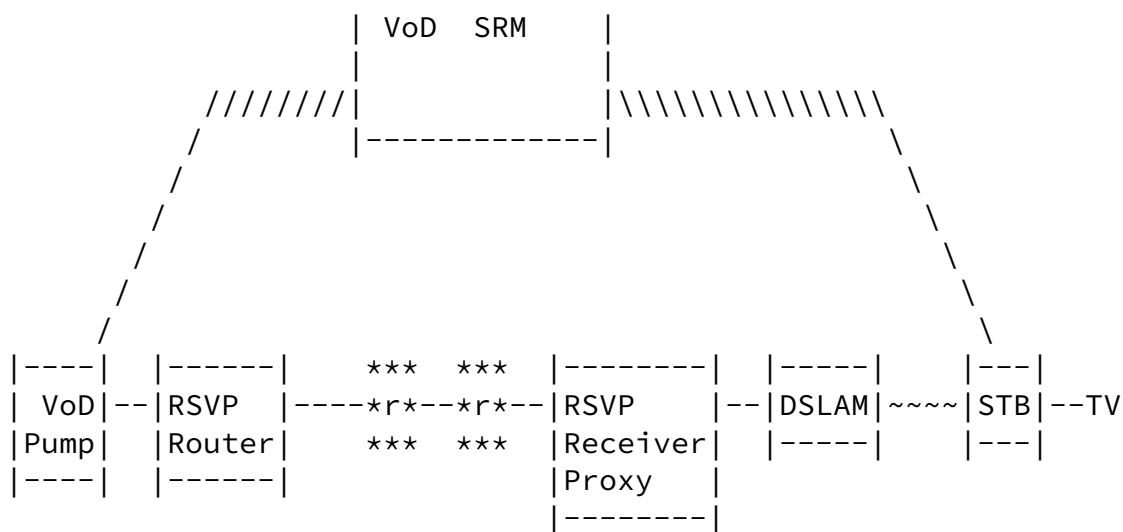 | VoD  SRM    |
|             |
////////|             |\\\\\\\\\\\\\\\
/        |-------------|               \
/                                       \
/                                         \
/                                           \
/                                             \
/                                               \
/                                                 \
|----|  |------|    ***  ***   |--------|  |-----|    |---|
| VoD|--|RSVP  |----*r*--*r*--|RSVP    |--|DSLAM|~~~~|STB|--TV
|Pump|  |Router|    ***  ***   |Receiver|  |-----|    |---|
|----|  |------|               |Proxy   |
|--------|